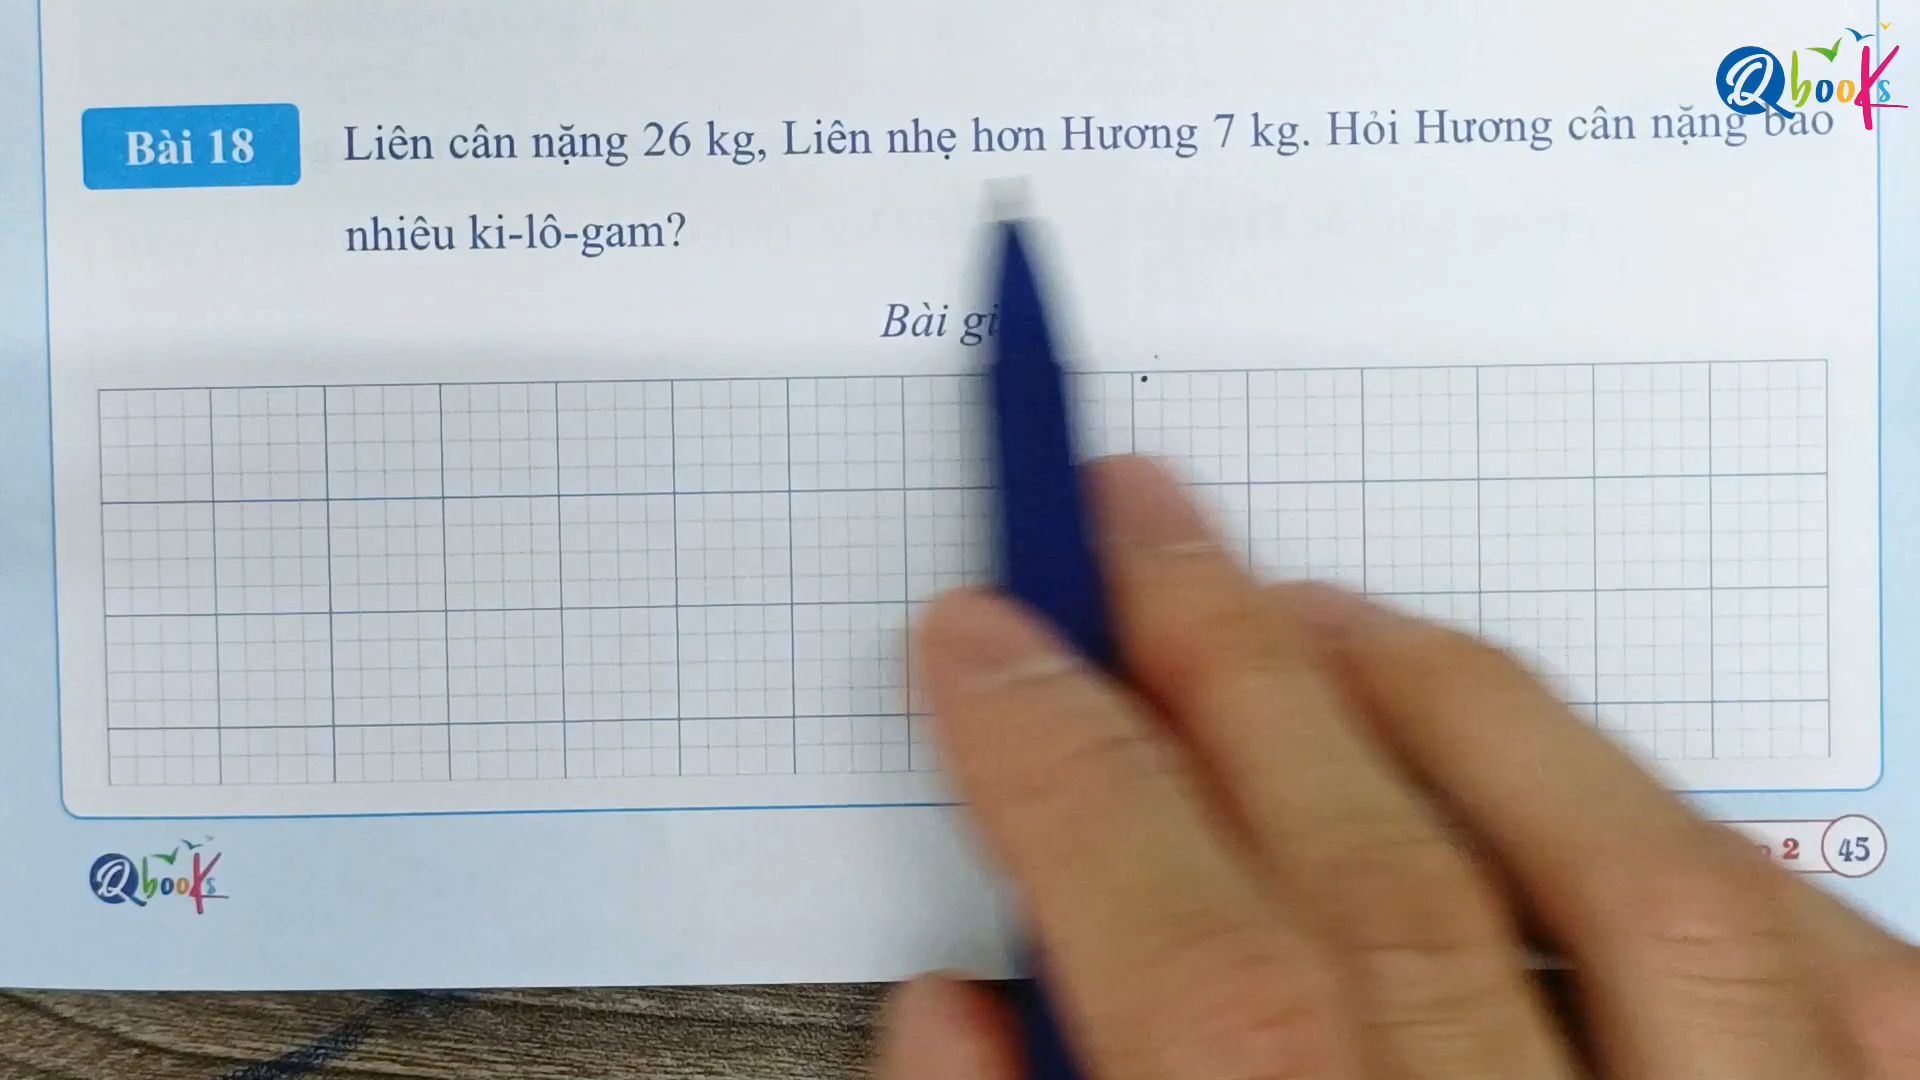 Qbooks
Bài 18
Liên cân nặng 26 kg, Liên nhẹ hơn Hương 7 kg. Hỏi Hương cân nặng bao
nhiêu ki-lô-gam?
Bài
2 45
Qbooks